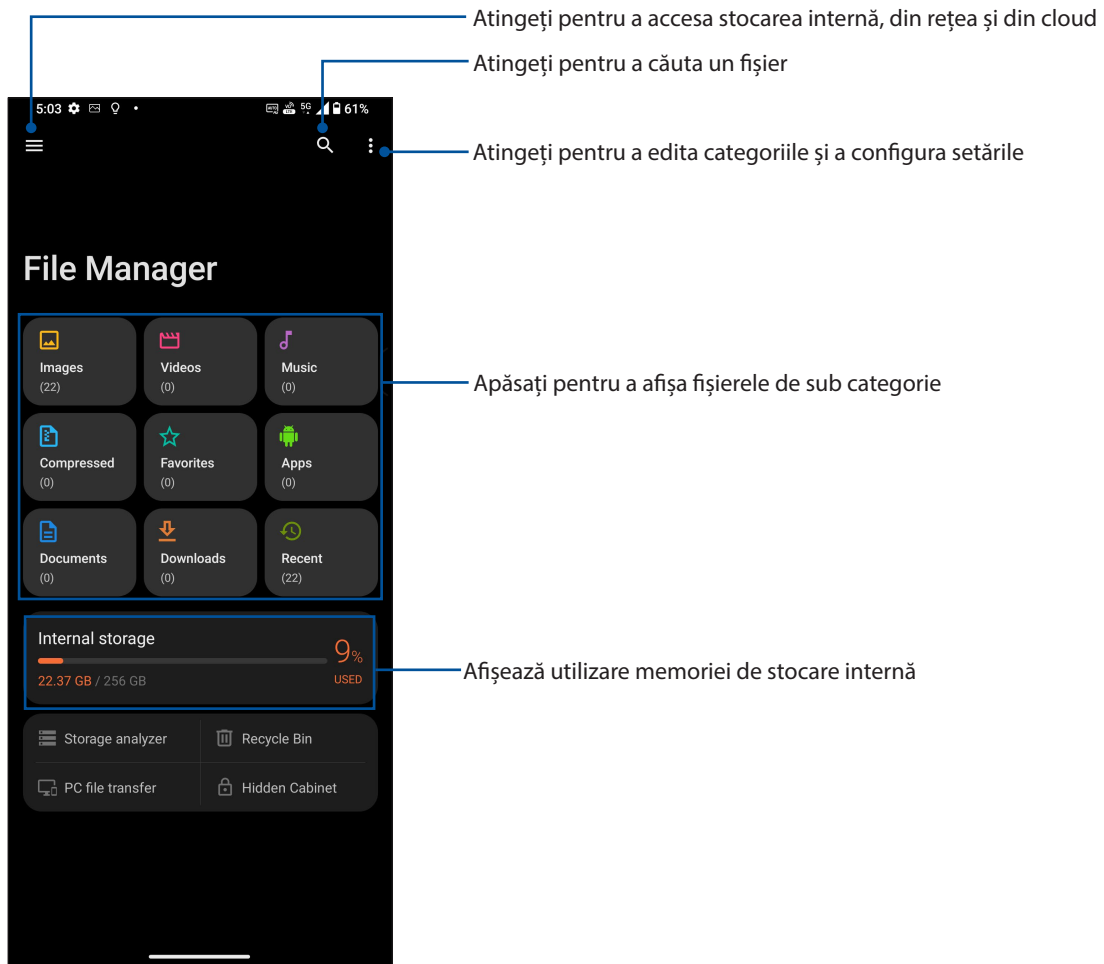 Atingeți pentru a accesa stocarea internă, din rețea și din cloud
Atingeți pentru a căuta un fișier
5:03 5G 61%
Atingeți pentru a edita categoriile și a configura setările
File Manager
Images Videos Music
(22) (0) (0)
Apăsați pentru a afișa fișierele de sub categorie
Compressed Favorites Apps
(0) (0) (0)
Documents Downloads Recent
(0) (0) (22)
Internal storage
9%
Afișează utilizare memoriei de stocare internă
22.37 GB / 256 GB USED
Storage analyzer Recycle Bin
PC file transfer Hidden Cabinet